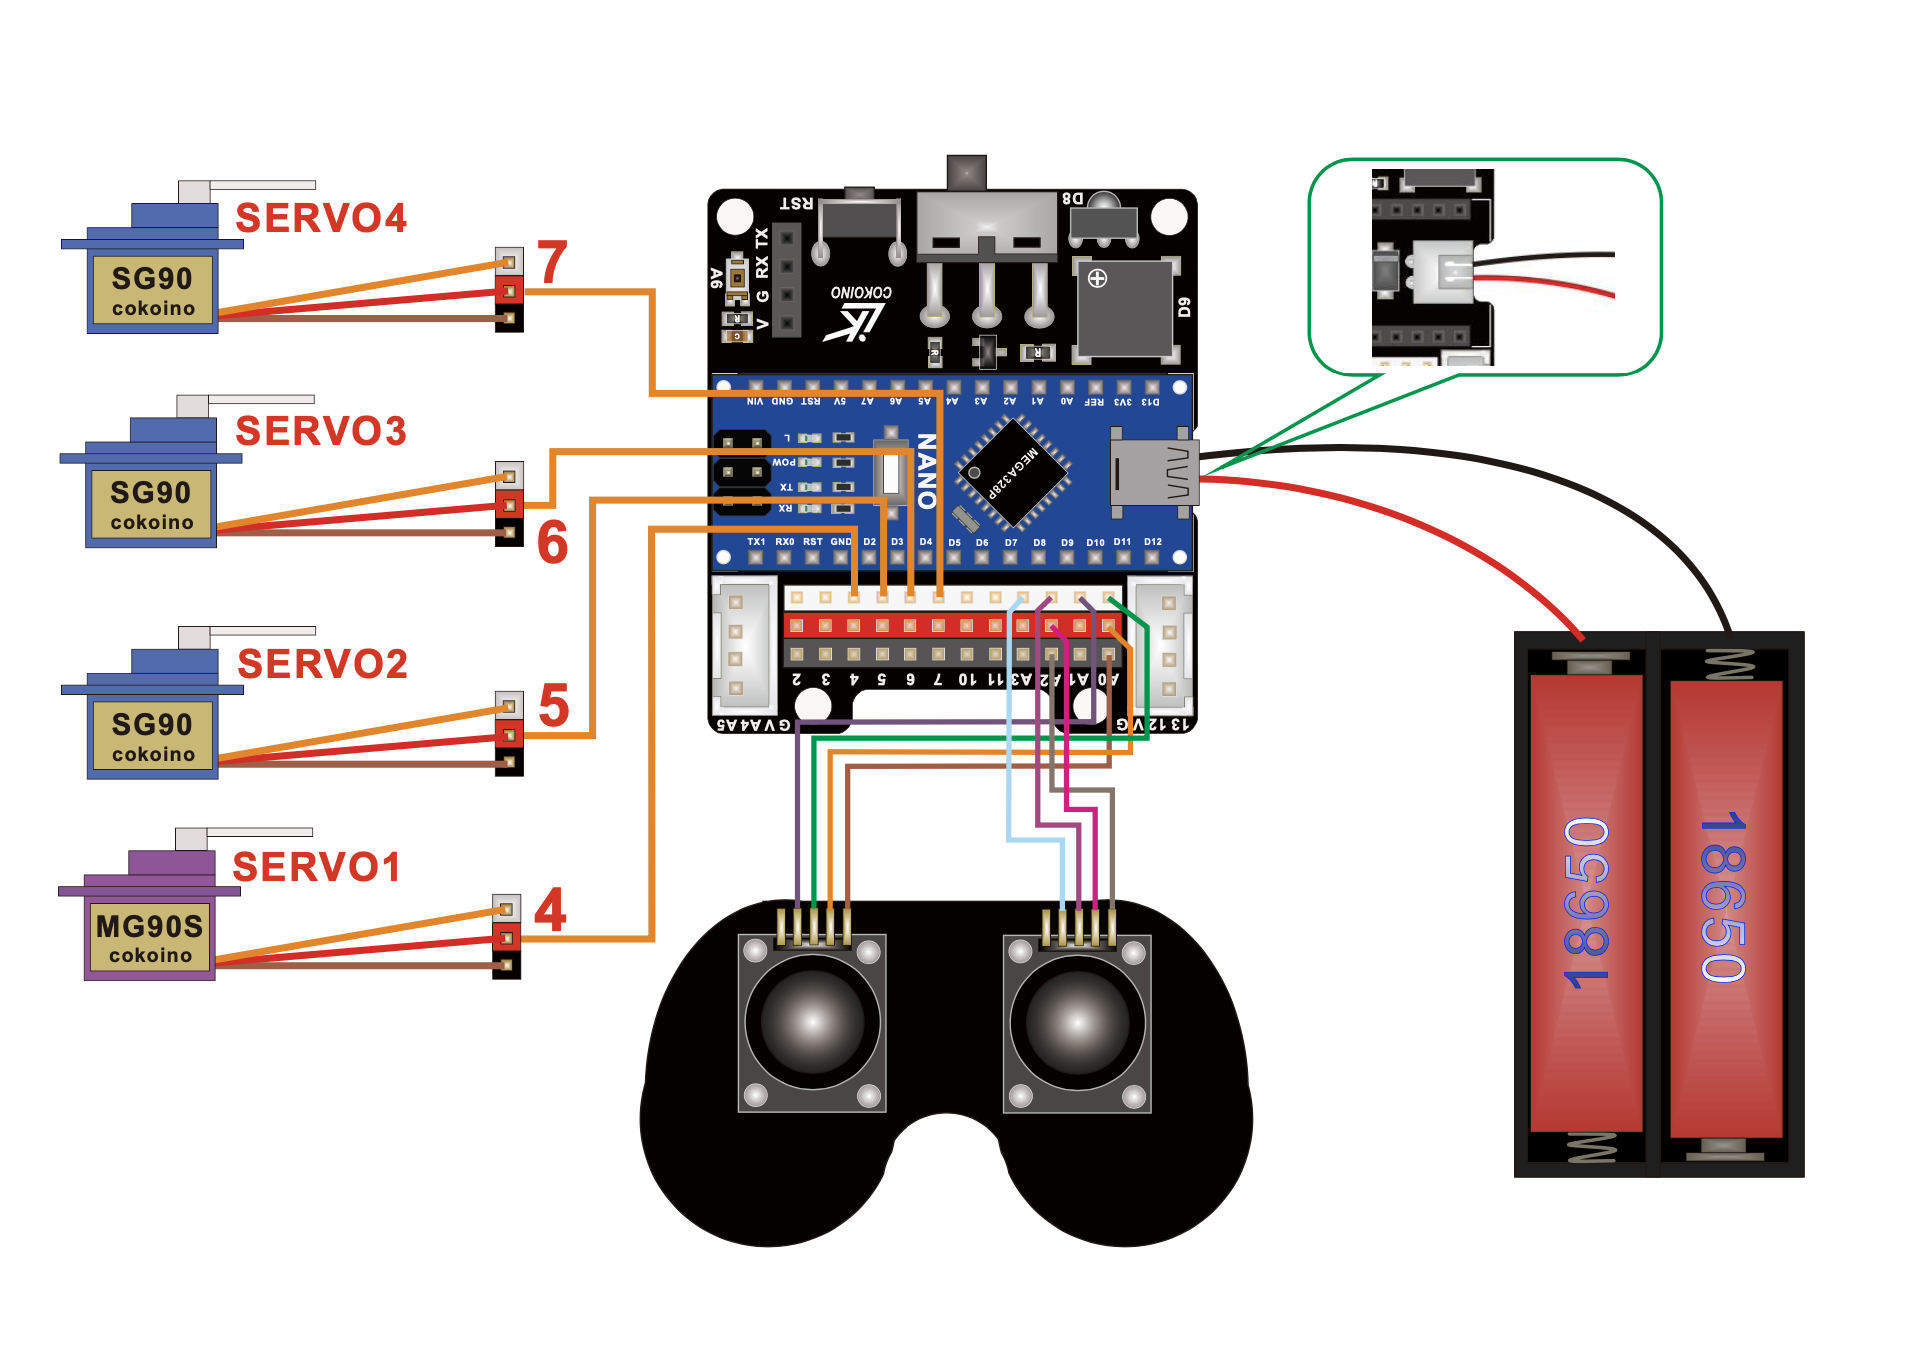 SERVO4
SG90
cokoino
7
SERVO3
SG90
cokoino
6
SERVO2
SG90
cokoino
5
SERVO1
MG90S
cokoino
4
RST
D8
TX
RX
G
V
A6
R
C
COKOINO
R
R
D9
VIN GND RST 5V A7 A6 A5 A4 A3 A2 A1 A0 REF 3V3 D13
L
POW
TX
RX
NANO
MEGA328P
TX1 RX0 RST GND D2 D3 D4 D5 D6 D7 D8 D9 D10 D11 D12
2 3 4 5 6 7 10 11 A3 A2 A1 A0
G V A4 A5
13 12 V G
18650
18650